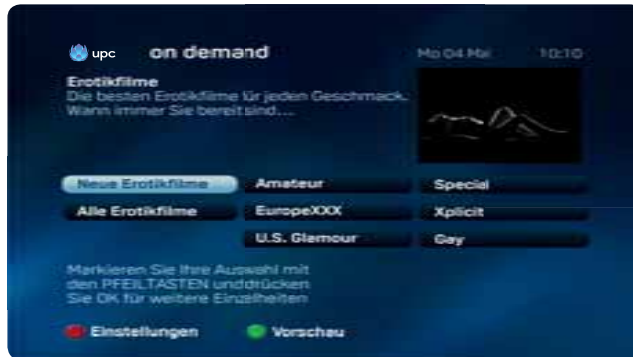 upc on demand Mo 04 Mai 10:10
Erotikfilme
Die besten Erotikfilme für jeden Geschmack.
Wann immer Sie bereit sind...
Neue Erotikfilme Amateur Special
Alle Erotikfilme EuropeXXX Xplicit
U.S. Glamour Gay
Markieren Sie Ihre Auswahl mit
den PFEILTASTEN unddrücken
Sie OK für weitere Einzelheiten
Einstellungen Vorschau